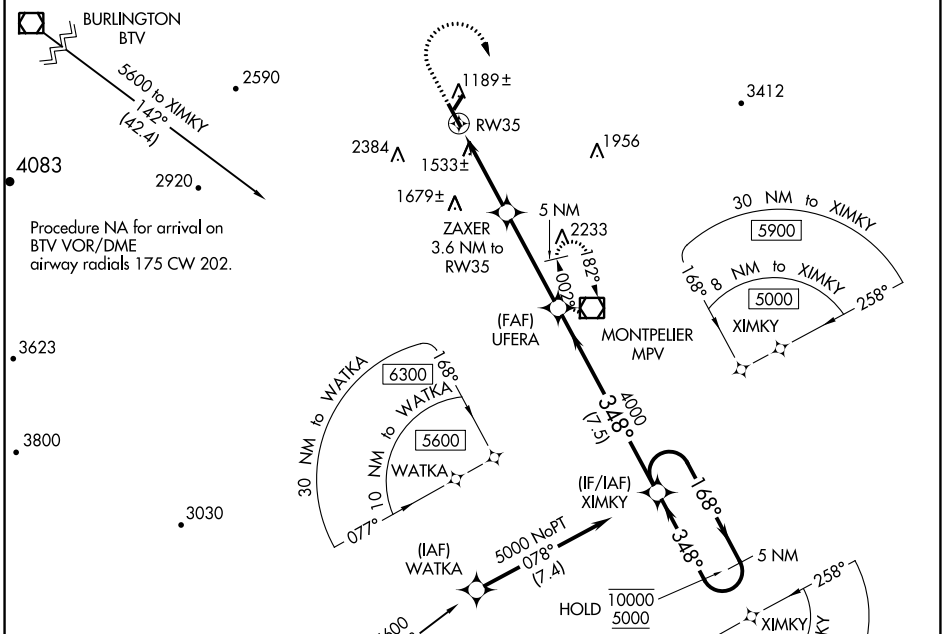 BURLINGTON
BTV
5600 to XIMKY
142°
(42.4)
2590
1189±
RW35
3412
4083
2384
1533±
1956
2920
1679±
Procedure NA for arrival on
BTV VOR/DME
airway radials 175 CW 202.
ZAXER
3.6 NM to
RW35
5 NM
2233
182°
002°
30 NM to XIMKY
5900
168°
8 NM to XIMKY
5000
258°
XIMKY
(FAF)
UFERA
MONTPELIER
MPV
3623
30 NM to WATKA
6300
168°
10 NM to WATKA
5600
WATKA
077°
4000
348°
(7.5)
3800
(IF/IAF)
XIMKY
168°
348°
3030
(IAF)
WATKA
5000 NoPT
078°
(7.4)
5 NM
HOLD
10000
5000
258°
XIMKY